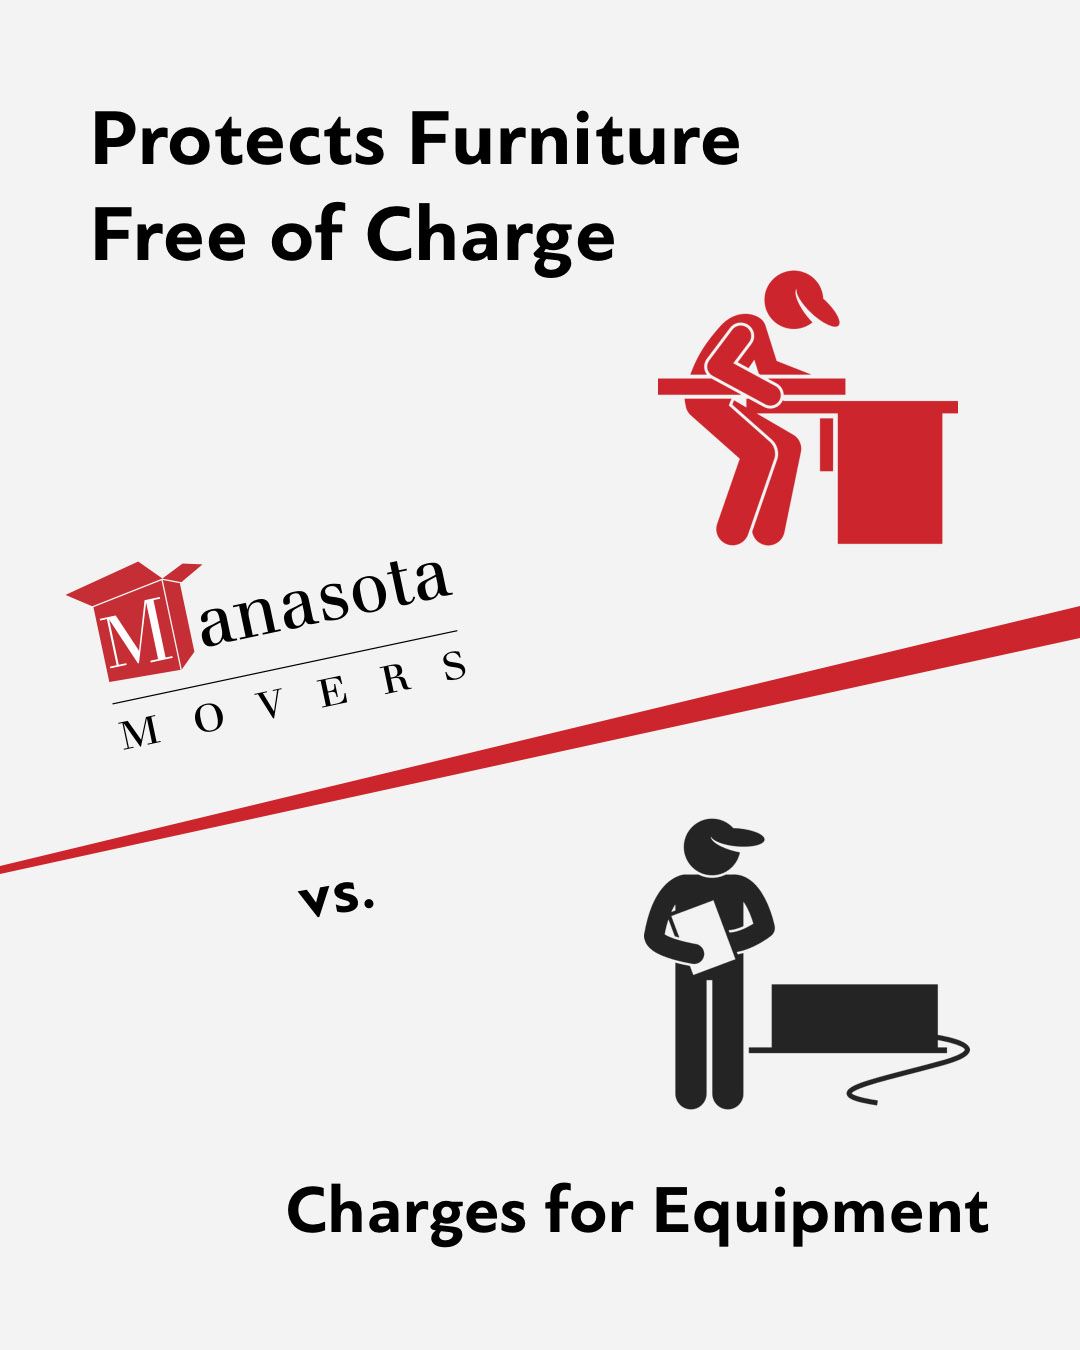 Protects Furniture
Free of Charge
Manasota
MOVERS
vs.
Charges for Equipment